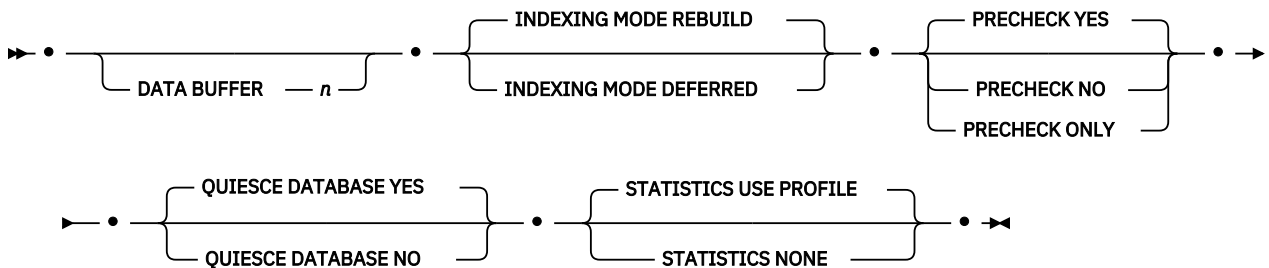 INDEXING MODE REBUILD
PRECHECK YES
DATA BUFFER n
INDEXING MODE DEFERRED
PRECHECK NO
PRECHECK ONLY
QUIESCE DATABASE YES
STATISTICS USE PROFILE
QUIESCE DATABASE NO
STATISTICS NONE